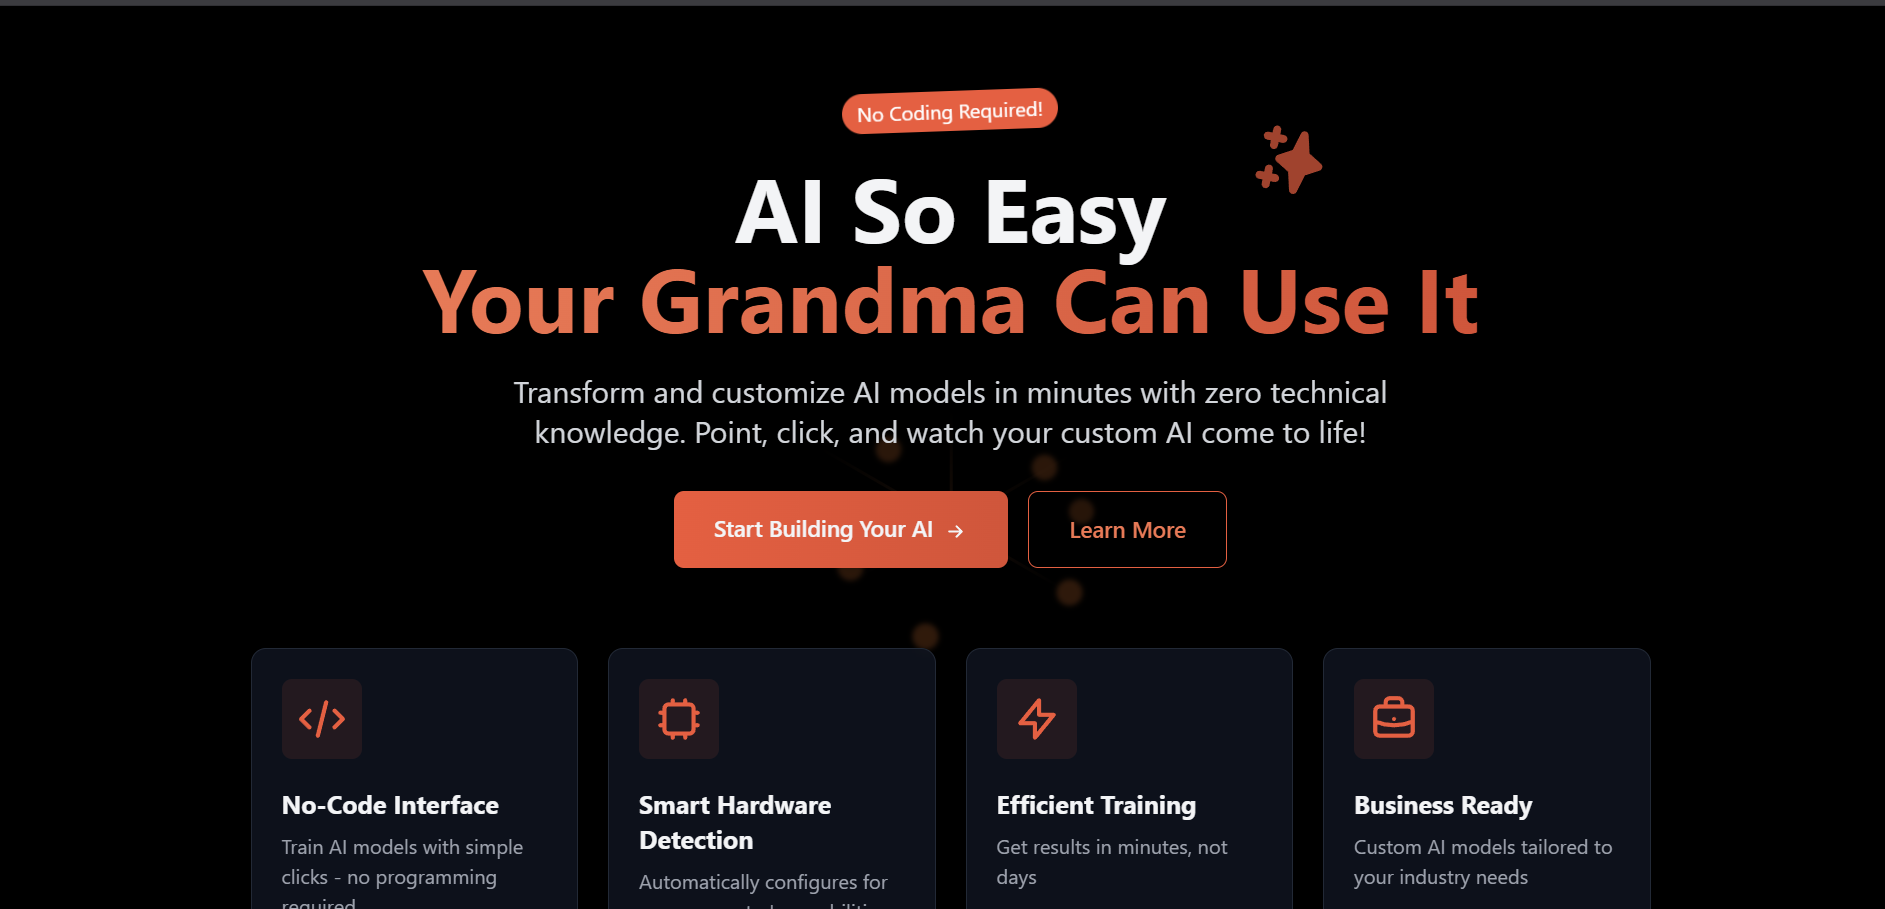 No Coding Required!
AI So Easy
Your Grandma Can Use It
Transform and customize AI models in minutes with zero technical
knowledge. Point, click, and watch your custom AI come to life!
Start Building Your AI →
Learn More
No-Code Interface
Train AI models with simple
clicks - no programming
required
Smart Hardware
Detection
Automatically configures for
Efficient Training
Get results in minutes, not
days
Business Ready
Custom AI models tailored to
your industry needs